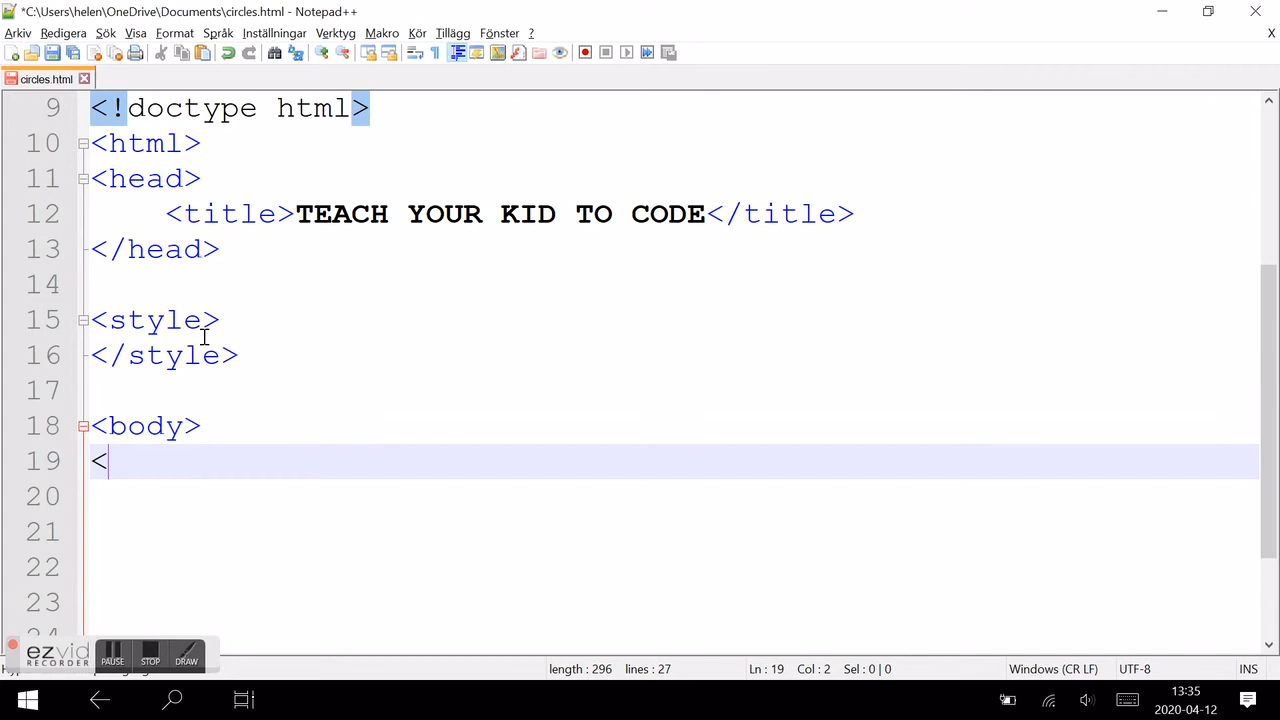 *C:\Users\helen\OneDrive\Documents\circles.html - Notepad++
Arkiv Redigera Sök Visa Format Språk Inställningar Verktyg Makro Kör Tillägg Fönster ? X
circles.html
9 <!doctype html>
10 <html>
11 <head>
12 <title>TEACH YOUR KID TO CODE</title>
13 </head>
14
15 <style>
16 </style>
17
18 <body>
19 <
20
21
22
23
ezvid
RECORDER
PAUSE STOP DRAW
length : 296 lines : 27 Ln : 19 Col : 2 Sel : 0 | 0 Windows (CR LF) UTF-8 INS
13:35
2020-04-12